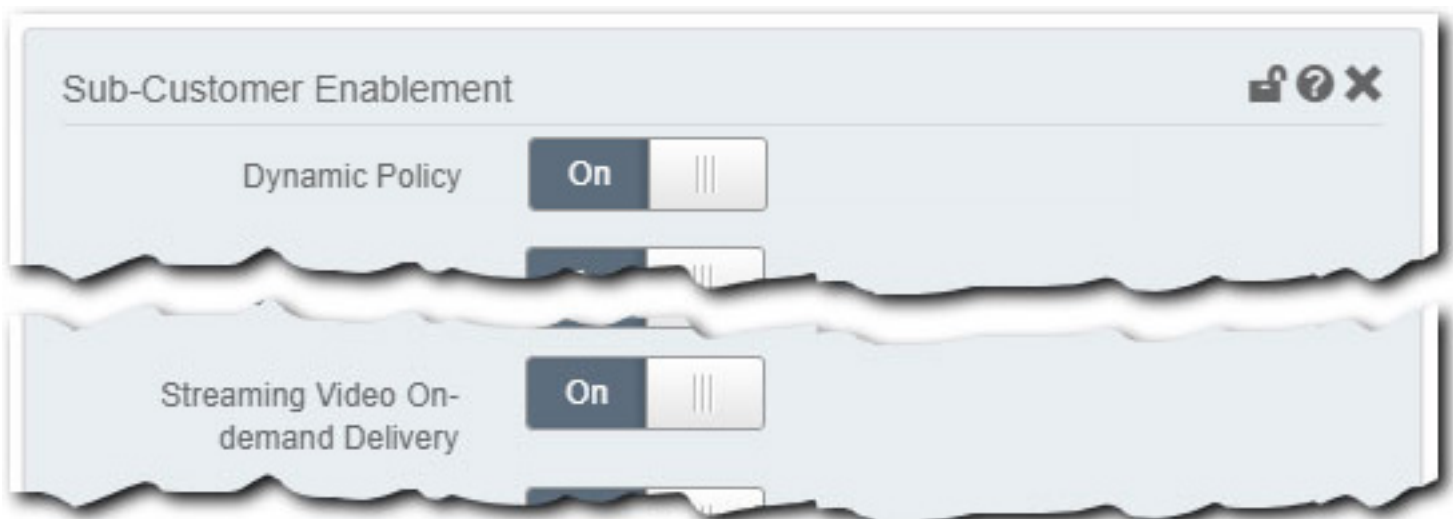 Sub-Customer Enablement
Dynamic Policy On
Streaming Video On-
demand Delivery On